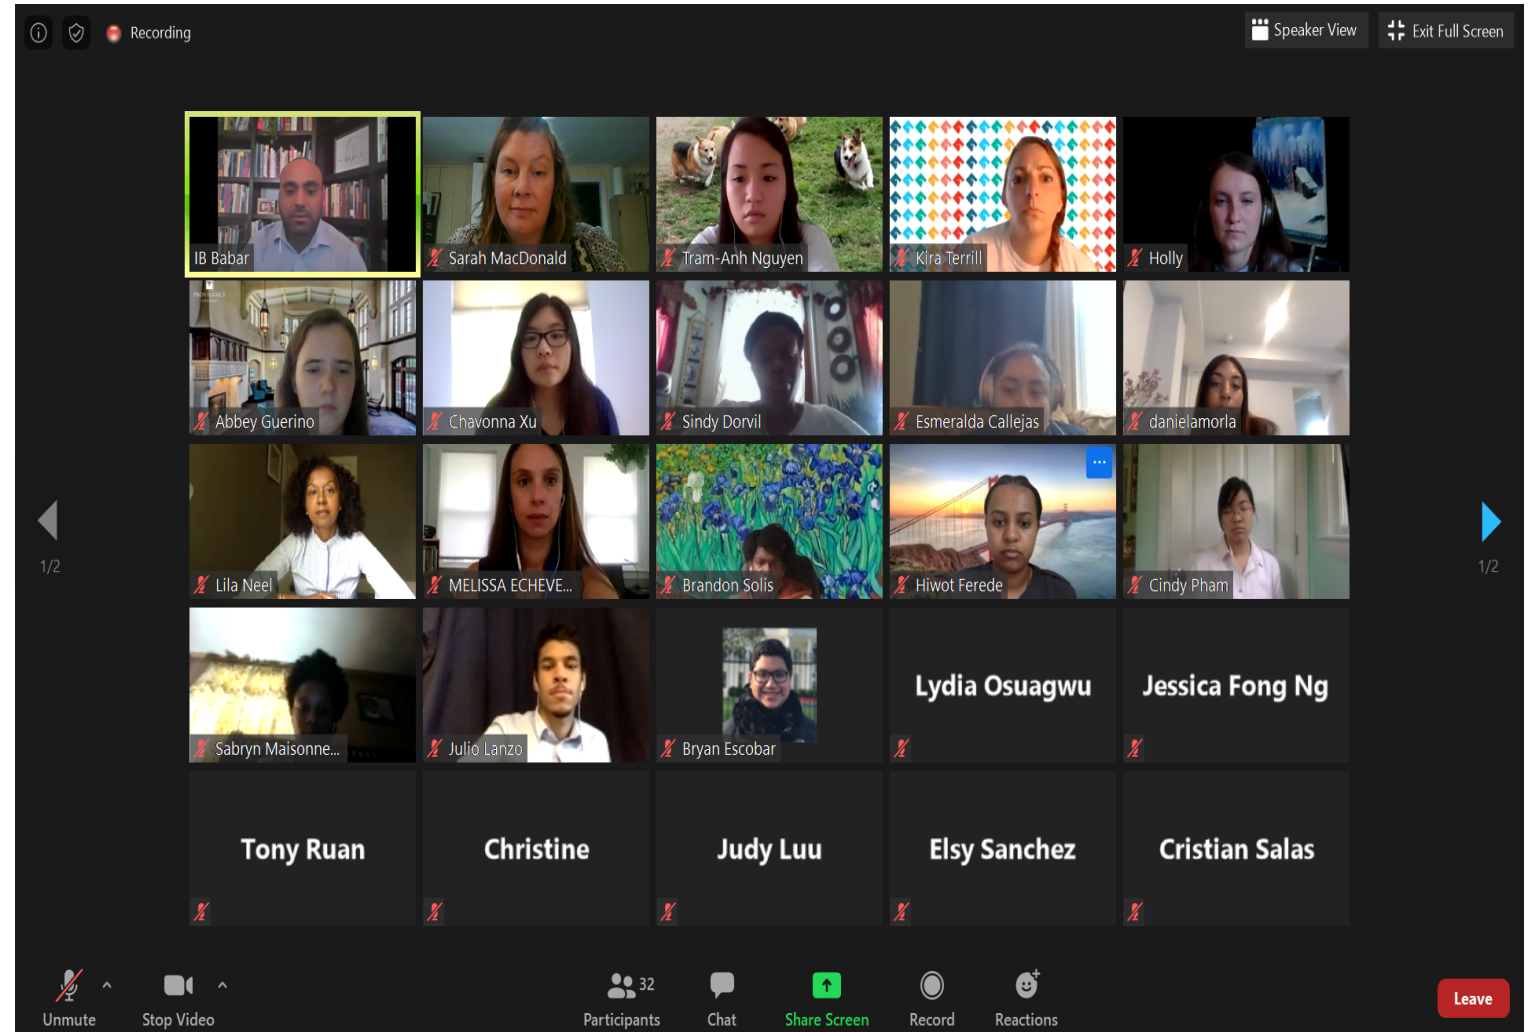 Recording
Speaker View
Exit Full Screen
IB Babar
Sarah MacDonald
Tram-Anh Nguyen
Kira Terrill
Holly
PROVIDENCE
Abbey Guerino
Chavonna Xu
Sindy Dorvil
Esmeralda Callejas
danielamorla
Lila Neel
MELISSA ECHEVE...
Brandon Solis
Hiwot Ferede
Cindy Pham
1/2
1/2
Sabryn Maisonne...
Julio Lanzo
Bryan Escobar
Lydia Osuagwu
Jessica Fong Ng
Tony Ruan
Christine
Judy Luu
Elsy Sanchez
Cristian Salas
Unmute
Stop Video
32
Participants
Chat
Share Screen
Record
Reactions
Leave